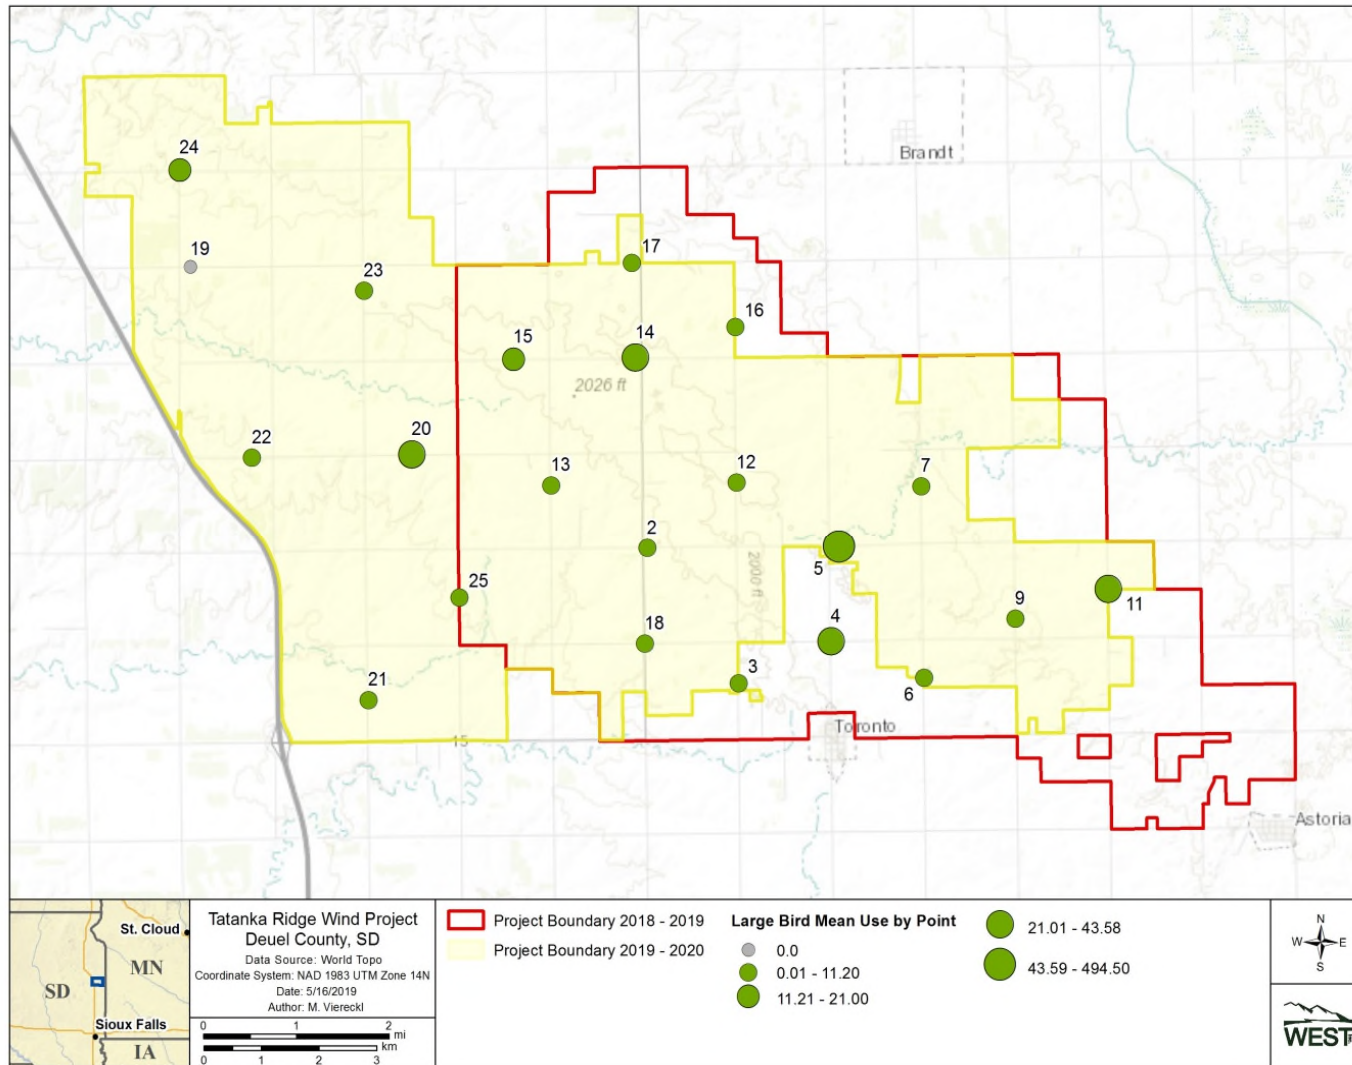 Brandt
24
19
17
23
16
14
15
2026 ft
20
22
12
13
7
2
5
2000 ft
25
9
11
4
18
3
6
21
Toronto
15
Astoria
St. Cloud
MN
SD
Sioux Falls
IA
Tatanka Ridge Wind Project
Deuel County, SD
Data Source: World Topo
Coordinate System: NAD 1983 UTM Zone 14N
Date: 5/16/2019
Author: M. Viereckl
0 1 2
mi
km
0 1 2 3
Project Boundary 2018 - 2019
Project Boundary 2019 - 2020
Large Bird Mean Use by Point
0.0
0.01 - 11.20
11.21 - 21.00
21.01 - 43.58
43.59 - 494.50
N
W E
S
WEST